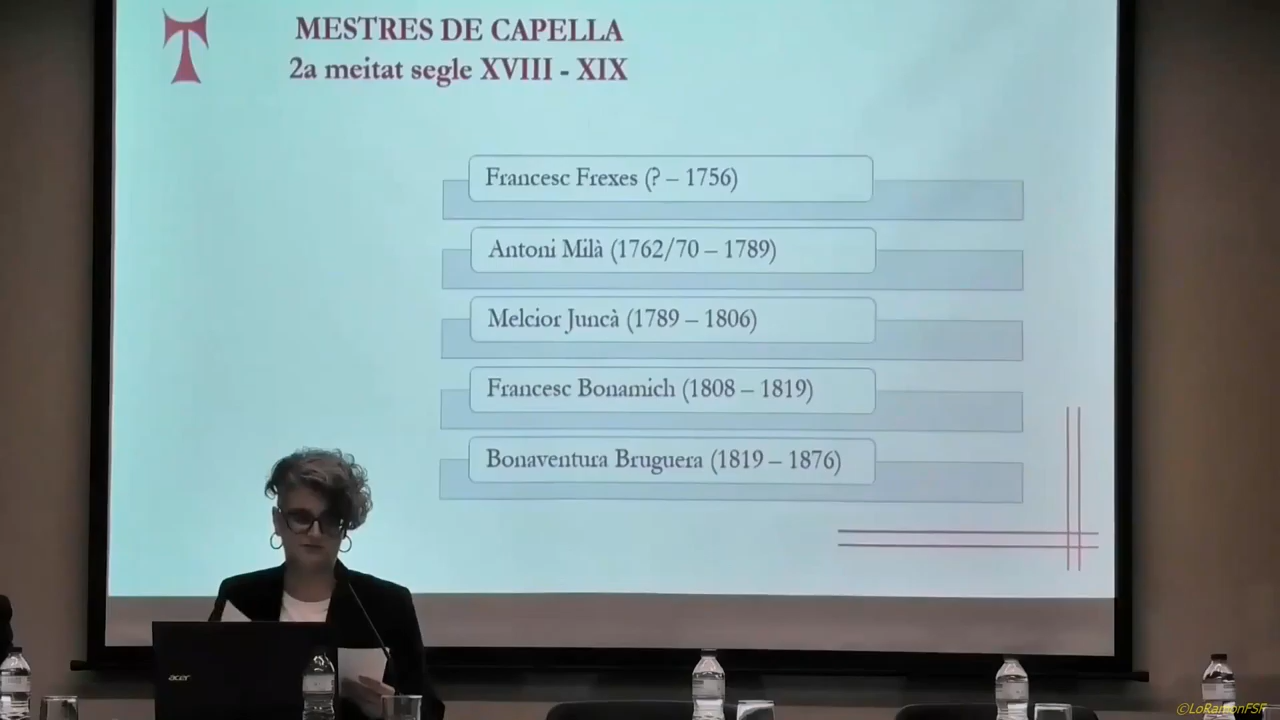 MESTRES DE CAPELLA
2a meitat segle XVIII - XIX
Francesc Frexes (? – 1756)
Antoni Milà (1762/70 – 1789)
Melcior Juncà (1789 – 1806)
Francesc Bonamich (1808 – 1819)
Bonaventura Bruguera (1819 – 1876)
acer
©LoRamonFSF